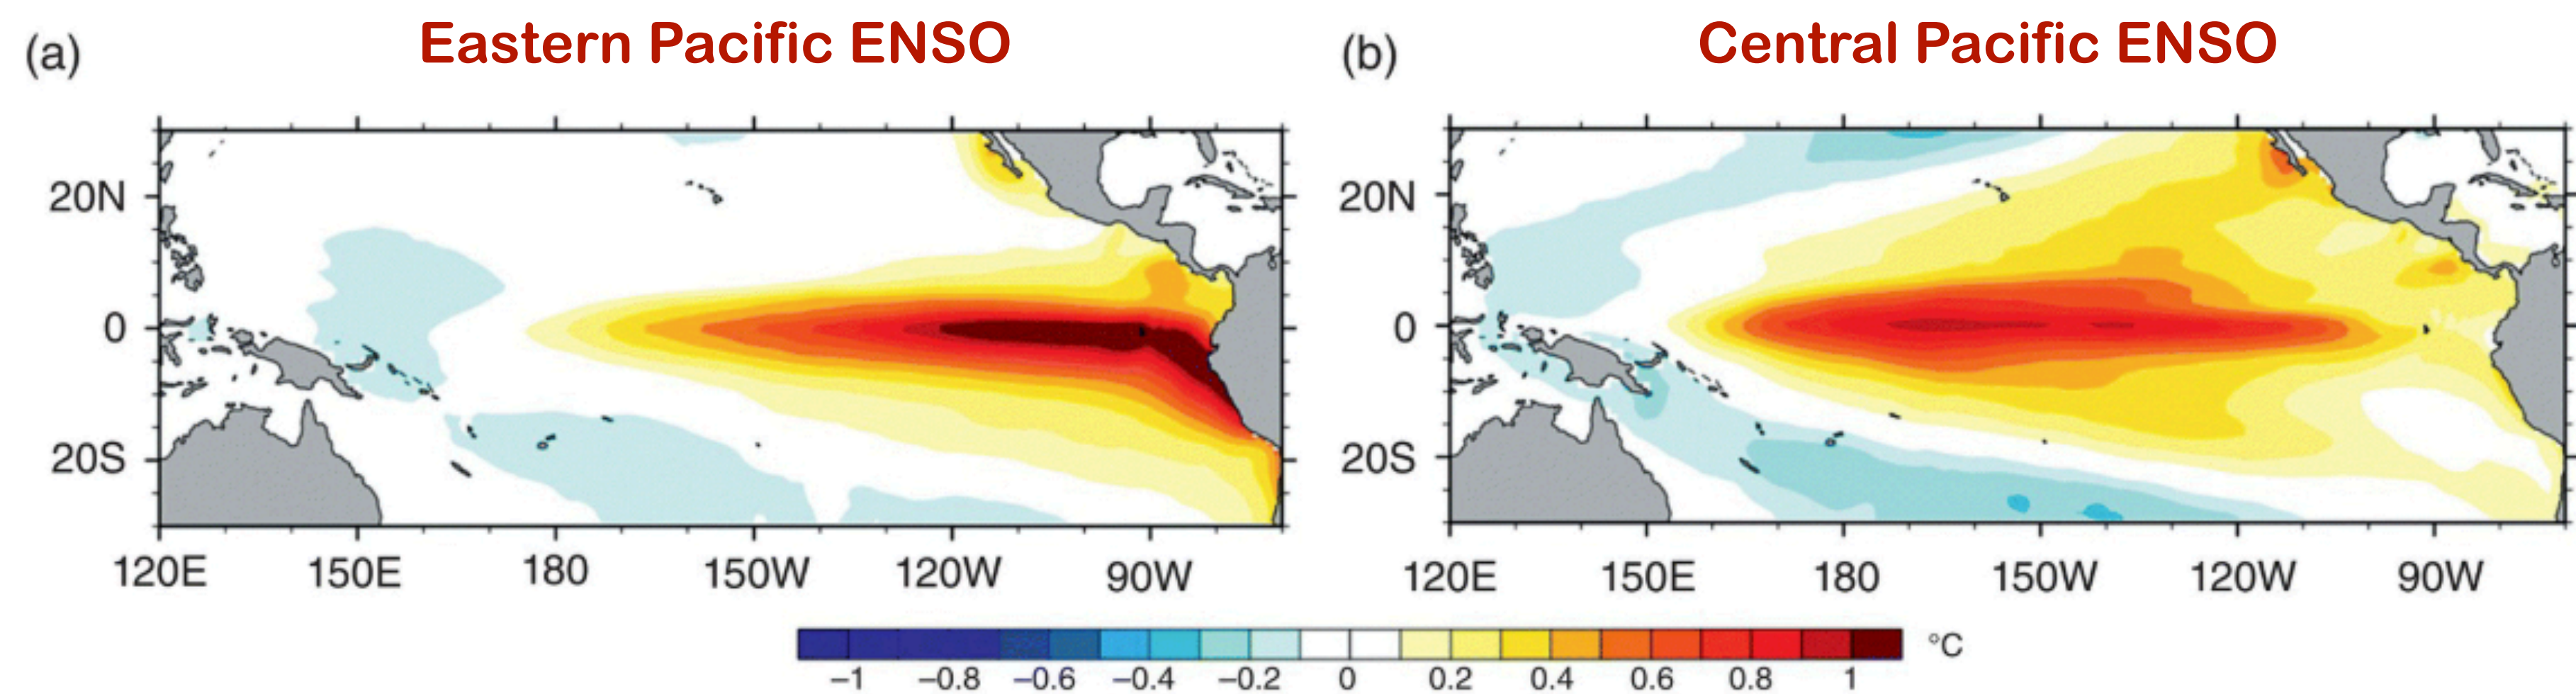 (a) Eastern Pacific ENSO
(b) Central Pacific ENSO
20N
0
20S
120E 150E 180 150W 120W 90W
20N
0
20S
120E 150E 180 150W 120W 90W
−1 −0.8 −0.6 −0.4 −0.2 0 0.2 0.4 0.6 0.8 1 °C